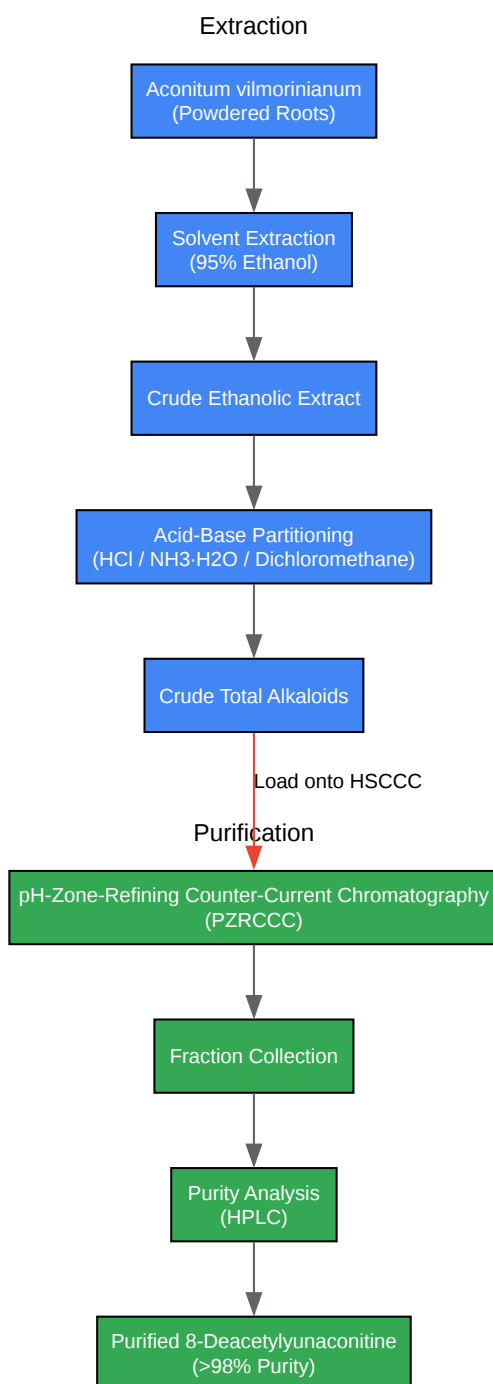 Extraction
Aconitum vilmorinianum
(Powdered Roots)
Solvent Extraction
(95% Ethanol)
Crude Ethanolic Extract
Acid-Base Partitioning
(HCl / NH3·H2O / Dichloromethane)
Crude Total Alkaloids
Load onto HSCCC
Purification
pH-Zone-Refining Counter-Current Chromatography
(PZRCCC)
Fraction Collection
Purity Analysis
(HPLC)
Purified 8-Deacetylyunaconitine
(>98% Purity)